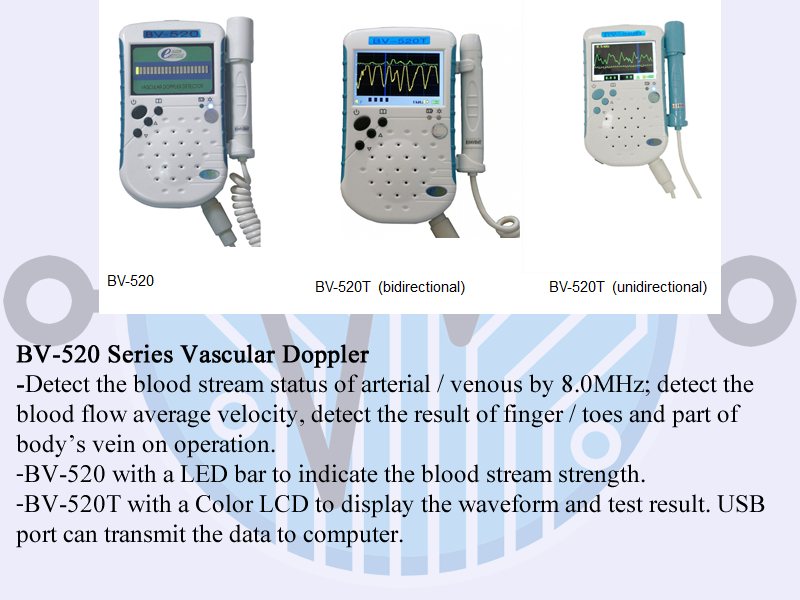 BV-520
VASCULAR DOPPLER DETECTOR
BV-520T
BV-520
BV-520T (bidirectional)
BV-520T (unidirectional)
BV-520 Series Vascular Doppler
-Detect the blood stream status of arterial / venous by 8.0MHz; detect the
blood flow average velocity, detect the result of finger / toes and part of
body’s vein on operation.
-BV-520 with a LED bar to indicate the blood stream strength.
-BV-520T with a Color LCD to display the waveform and test result. USB
port can transmit the data to computer.